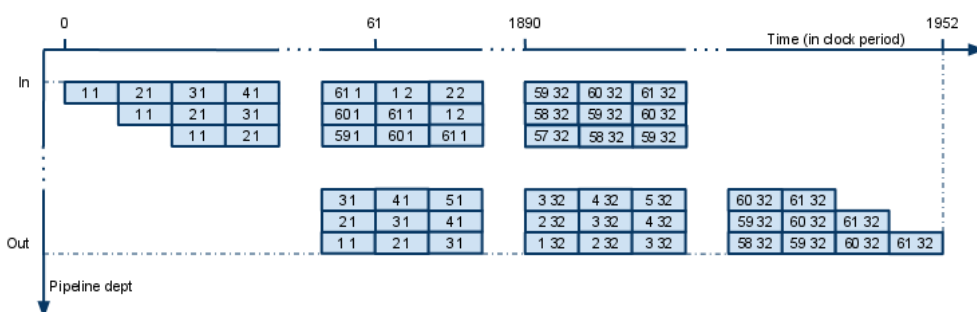 0 61 1890 1952
Time (in clock period)
In
1 1 2 1 3 1 4 1 61 1 1 2 2 2 59 32 60 32 61 32
1 1 2 1 3 1 60 1 61 1 1 2 58 32 59 32 60 32
1 1 2 1 59 1 60 1 61 1 57 32 58 32 59 32
3 1 4 1 5 1 3 32 4 32 5 32 60 32 61 32
2 1 3 1 4 1 2 32 3 32 4 32 59 32 60 32 61 32
Out 1 1 2 1 3 1 1 32 2 32 3 32 58 32 59 32 60 32 61 32
Pipeline dept